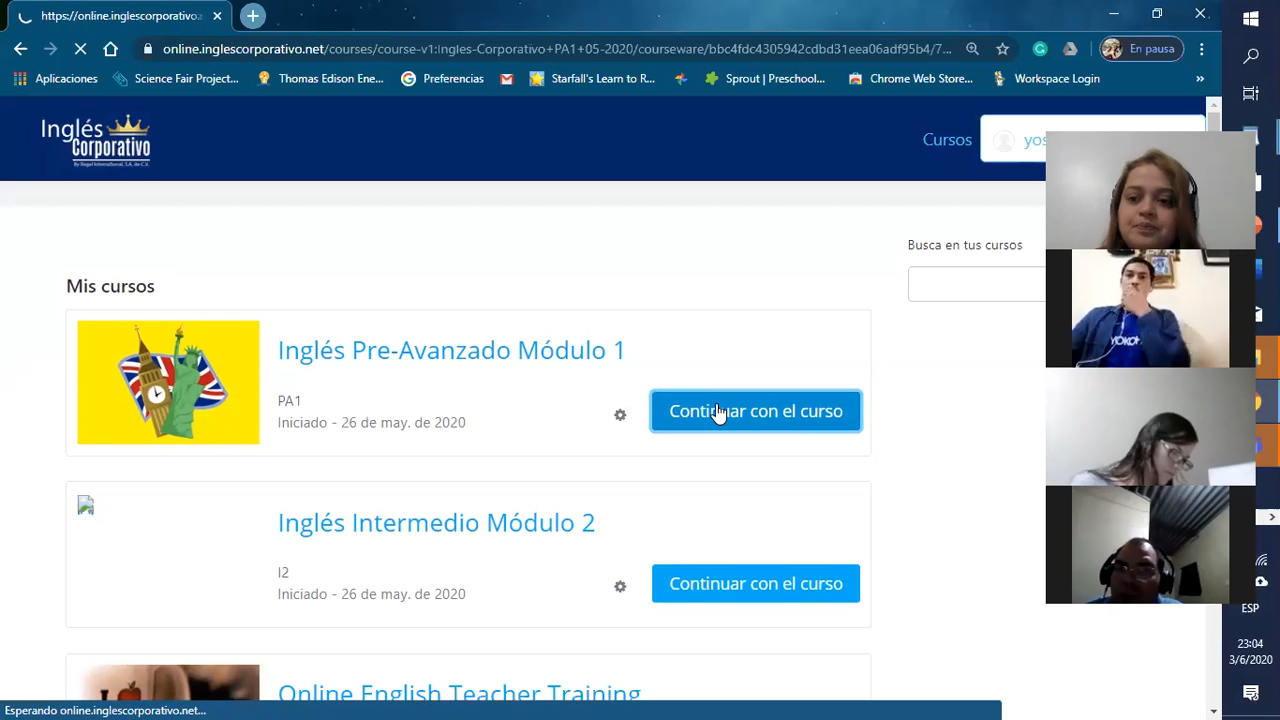 https://online.inglescorporativo.
online.inglescorporativo.net/courses/course-v1:Ingles-Corporativo+PA1+05-2020/courseware/bbc4fdc4305942cdbd31eea06adf95b4/7...
En pausa
Aplicaciones
Science Fair Project...
Thomas Edison Ene...
Preferencias
Starfall's Learn to R...
Sprout | Preschool...
Chrome Web Store...
Workspace Login
»
Inglés
Corporativo
Cursos
yos
Busca en tus cursos
Mis cursos
Inglés Pre-Avanzado Módulo 1
PA1
Iniciado - 26 de may. de 2020
Continuar con el curso
Inglés Intermedio Módulo 2
I2
Iniciado - 26 de may. de 2020
Continuar con el curso
Online English Teacher Training
Esperando online.inglescorporativo.net...
ESP
23:04
3/6/2020